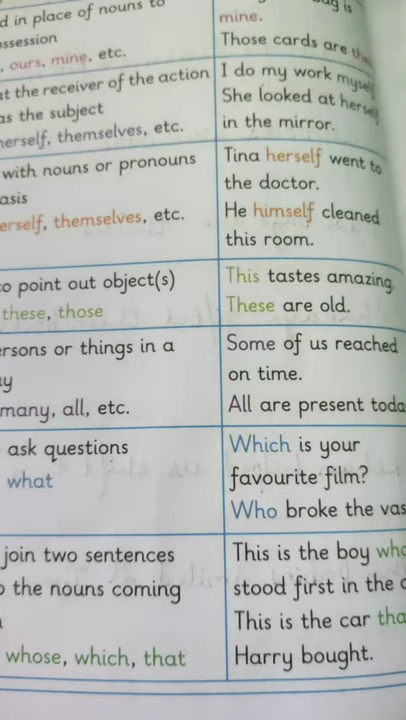 d in place of nouns to
ossession
, ours, mine, etc.
mine.
Those cards are
at the receiver of the action
as the subject
herself, themselves, etc.
I do my work myself
She looked at herself
in the mirror.
with nouns or pronouns
asis
erself, themselves, etc.
Tina herself went to
the doctor.
He himself cleaned
this room.
to point out object(s)
these, those
This tastes amazing.
These are old.
ersons or things in a
y
many, all, etc.
Some of us reached
on time.
All are present toda
ask questions
what
Which is your
favourite film?
Who broke the vas
join two sentences
the nouns coming
whose, which, that
This is the boy who
stood first in the c
This is the car tha
Harry bought.